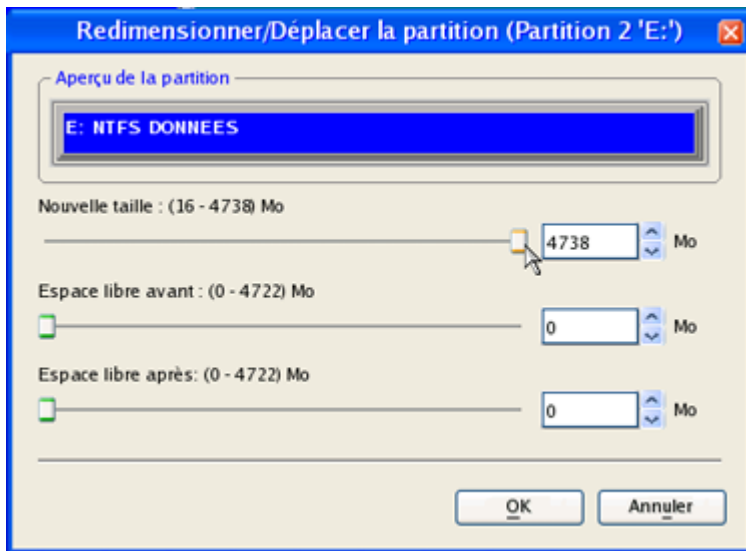 Redimensionner/Déplacer la partition (Partition 2 'E:')
Aperçu de la partition
E: NTFS DONNEES
Nouvelle taille : (16 - 4738) Mo
4738 Mo
Espace libre avant : (0 - 4722) Mo
0 Mo
Espace libre après: (0 - 4722) Mo
0 Mo
OK Annuler